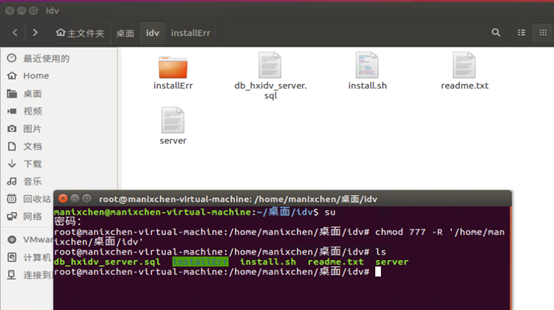 idv
主文件夹 桌面 idv installErr
最近使用的
Home
桌面
视频
图片
文档
下载
音乐
回收站
网络
VMwar
计算机
连接到
installErr
db_hxidv_server.
sql
install.sh
readme.txt
server
root@manixchen-virtual-machine: /home/manixchen/桌面/idv
manixchen@manixchen-virtual-machine:~/桌面/idv$ su
密码：
root@manixchen-virtual-machine:/home/manixchen/桌面/idv# chmod 777 -R '/home/man
ixchen/桌面/idv'
root@manixchen-virtual-machine:/home/manixchen/桌面/idv# ls
db_hxidv_server.sql installErr install.sh readme.txt server
root@manixchen-virtual-machine:/home/manixchen/桌面/idv#